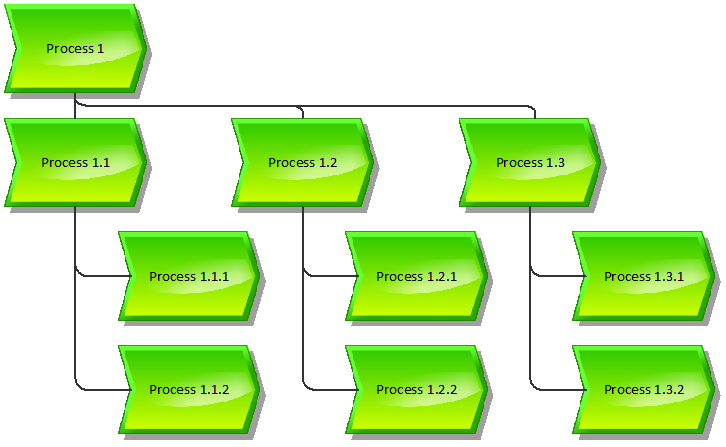 Process 1
Process 1.1
Process 1.2
Process 1.3
Process 1.1.1
Process 1.2.1
Process 1.3.1
Process 1.1.2
Process 1.2.2
Process 1.3.2